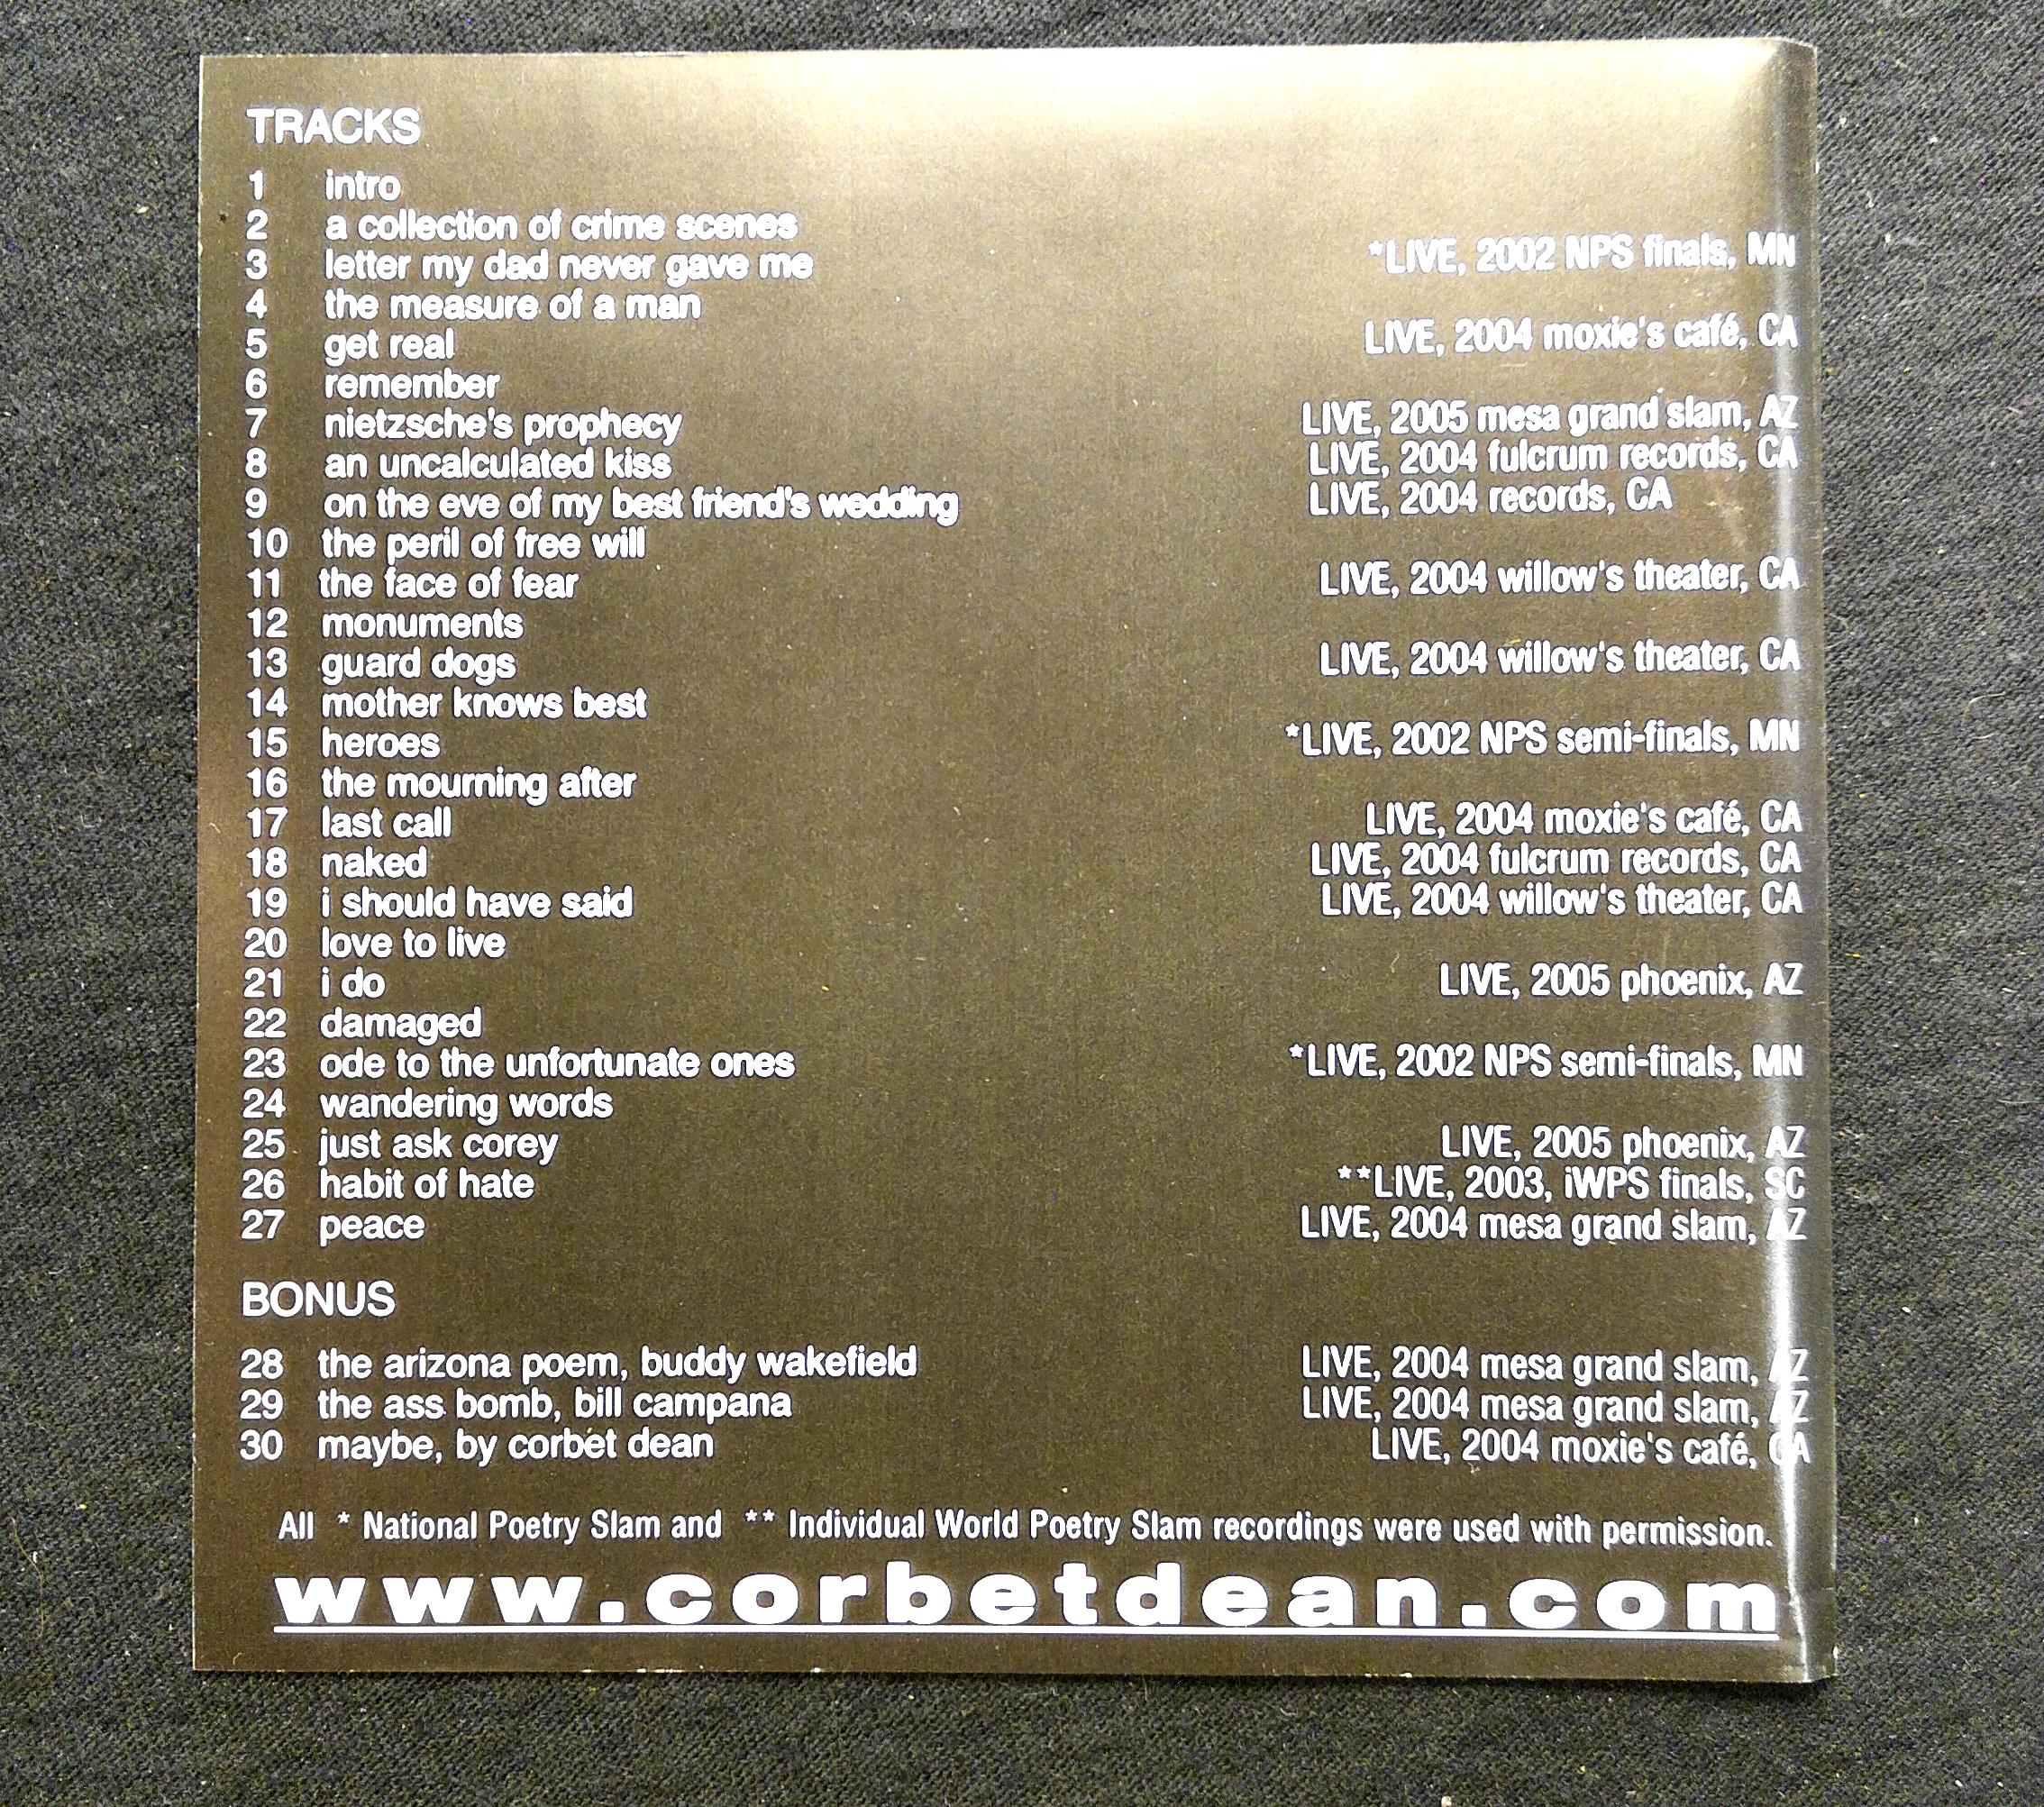 TRACKS
1 intro
2 a collection of crime scenes
3 letter my dad never gave me *LIVE, 2002 NPS finals, MN
4 the measure of a man
5 get real LIVE, 2004 moxie's café, CA
6 remember
7 nietzsche's prophecy LIVE, 2005 mesa grand slam, AZ
8 an uncalculated kiss LIVE, 2004 fulcrum records, CA
9 on the eve of my best friend's wedding LIVE, 2004 records, CA
10 the peril of free will
11 the face of fear LIVE, 2004 willow's theater, CA
12 monuments
13 guard dogs LIVE, 2004 willow's theater, CA
14 mother knows best
15 heroes *LIVE, 2002 NPS semi-finals, MN
16 the mourning after
17 last call LIVE, 2004 moxie's café, CA
18 naked LIVE, 2004 fulcrum records, CA
19 i should have said LIVE, 2004 willow's theater, CA
20 love to live
21 i do LIVE, 2005 phoenix, AZ
22 damaged
23 ode to the unfortunate ones *LIVE, 2002 NPS semi-finals, MN
24 wandering words
25 just ask corey LIVE, 2005 phoenix, AZ
26 habit of hate **LIVE, 2003, iWPS finals, SC
27 peace LIVE, 2004 mesa grand slam, AZ
BONUS
28 the arizona poem, buddy wakefield LIVE, 2004 mesa grand slam, AZ
29 the ass bomb, bill campana LIVE, 2004 mesa grand slam, AZ
30 maybe, by corbet dean LIVE, 2004 moxie's café, CA
All * National Poetry Slam and ** Individual World Poetry Slam recordings were used with permission.
www.corbetdean.com